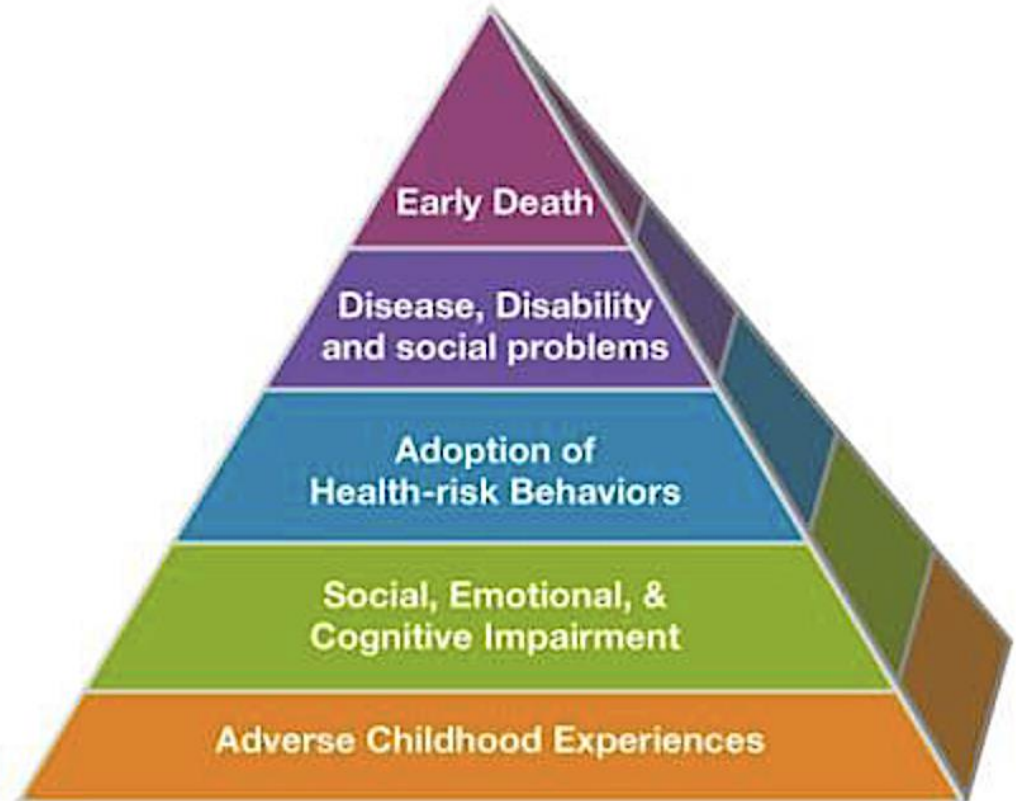 Early Death
Disease, Disability
and social problems
Adoption of
Health-risk Behaviors
Social, Emotional, &
Cognitive Impairment
Adverse Childhood Experiences